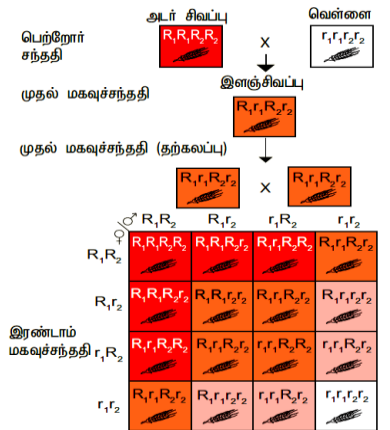 அடர் சிவப்பு வெள்ளை
பெற்றோர் சந்ததி R₁R₁R₂R₂ X r₁r₁r₂r₂
இளஞ்சிவப்பு
முதல் மகவுச்சந்ததி R₁r₁R₂r₂
முதல் மகவுச்சந்ததி (தற்கலப்பு)
R₁r₁R₂r₂ X R₁r₁R₂r₂
♀ ♂ R₁R₂ R₁r₂ r₁R₂ r₁r₂
R₁R₂ R₁R₁R₂R₂ R₁R₁R₂r₂ R₁r₁R₂R₂ R₁r₁R₂r₂
R₁r₂ R₁R₁R₂r₂ R₁R₁r₂r₂ R₁r₁R₂r₂ R₁r₁r₂r₂
இரண்டாம் மகவுச்சந்ததி
r₁R₂ R₁r₁R₂R₂ R₁r₁R₂r₂ r₁r₁R₂R₂ r₁r₁R₂r₂
r₁r₂ R₁r₁R₂r₂ R₁r₁r₂r₂ r₁r₁R₂r₂ r₁r₁r₂r₂